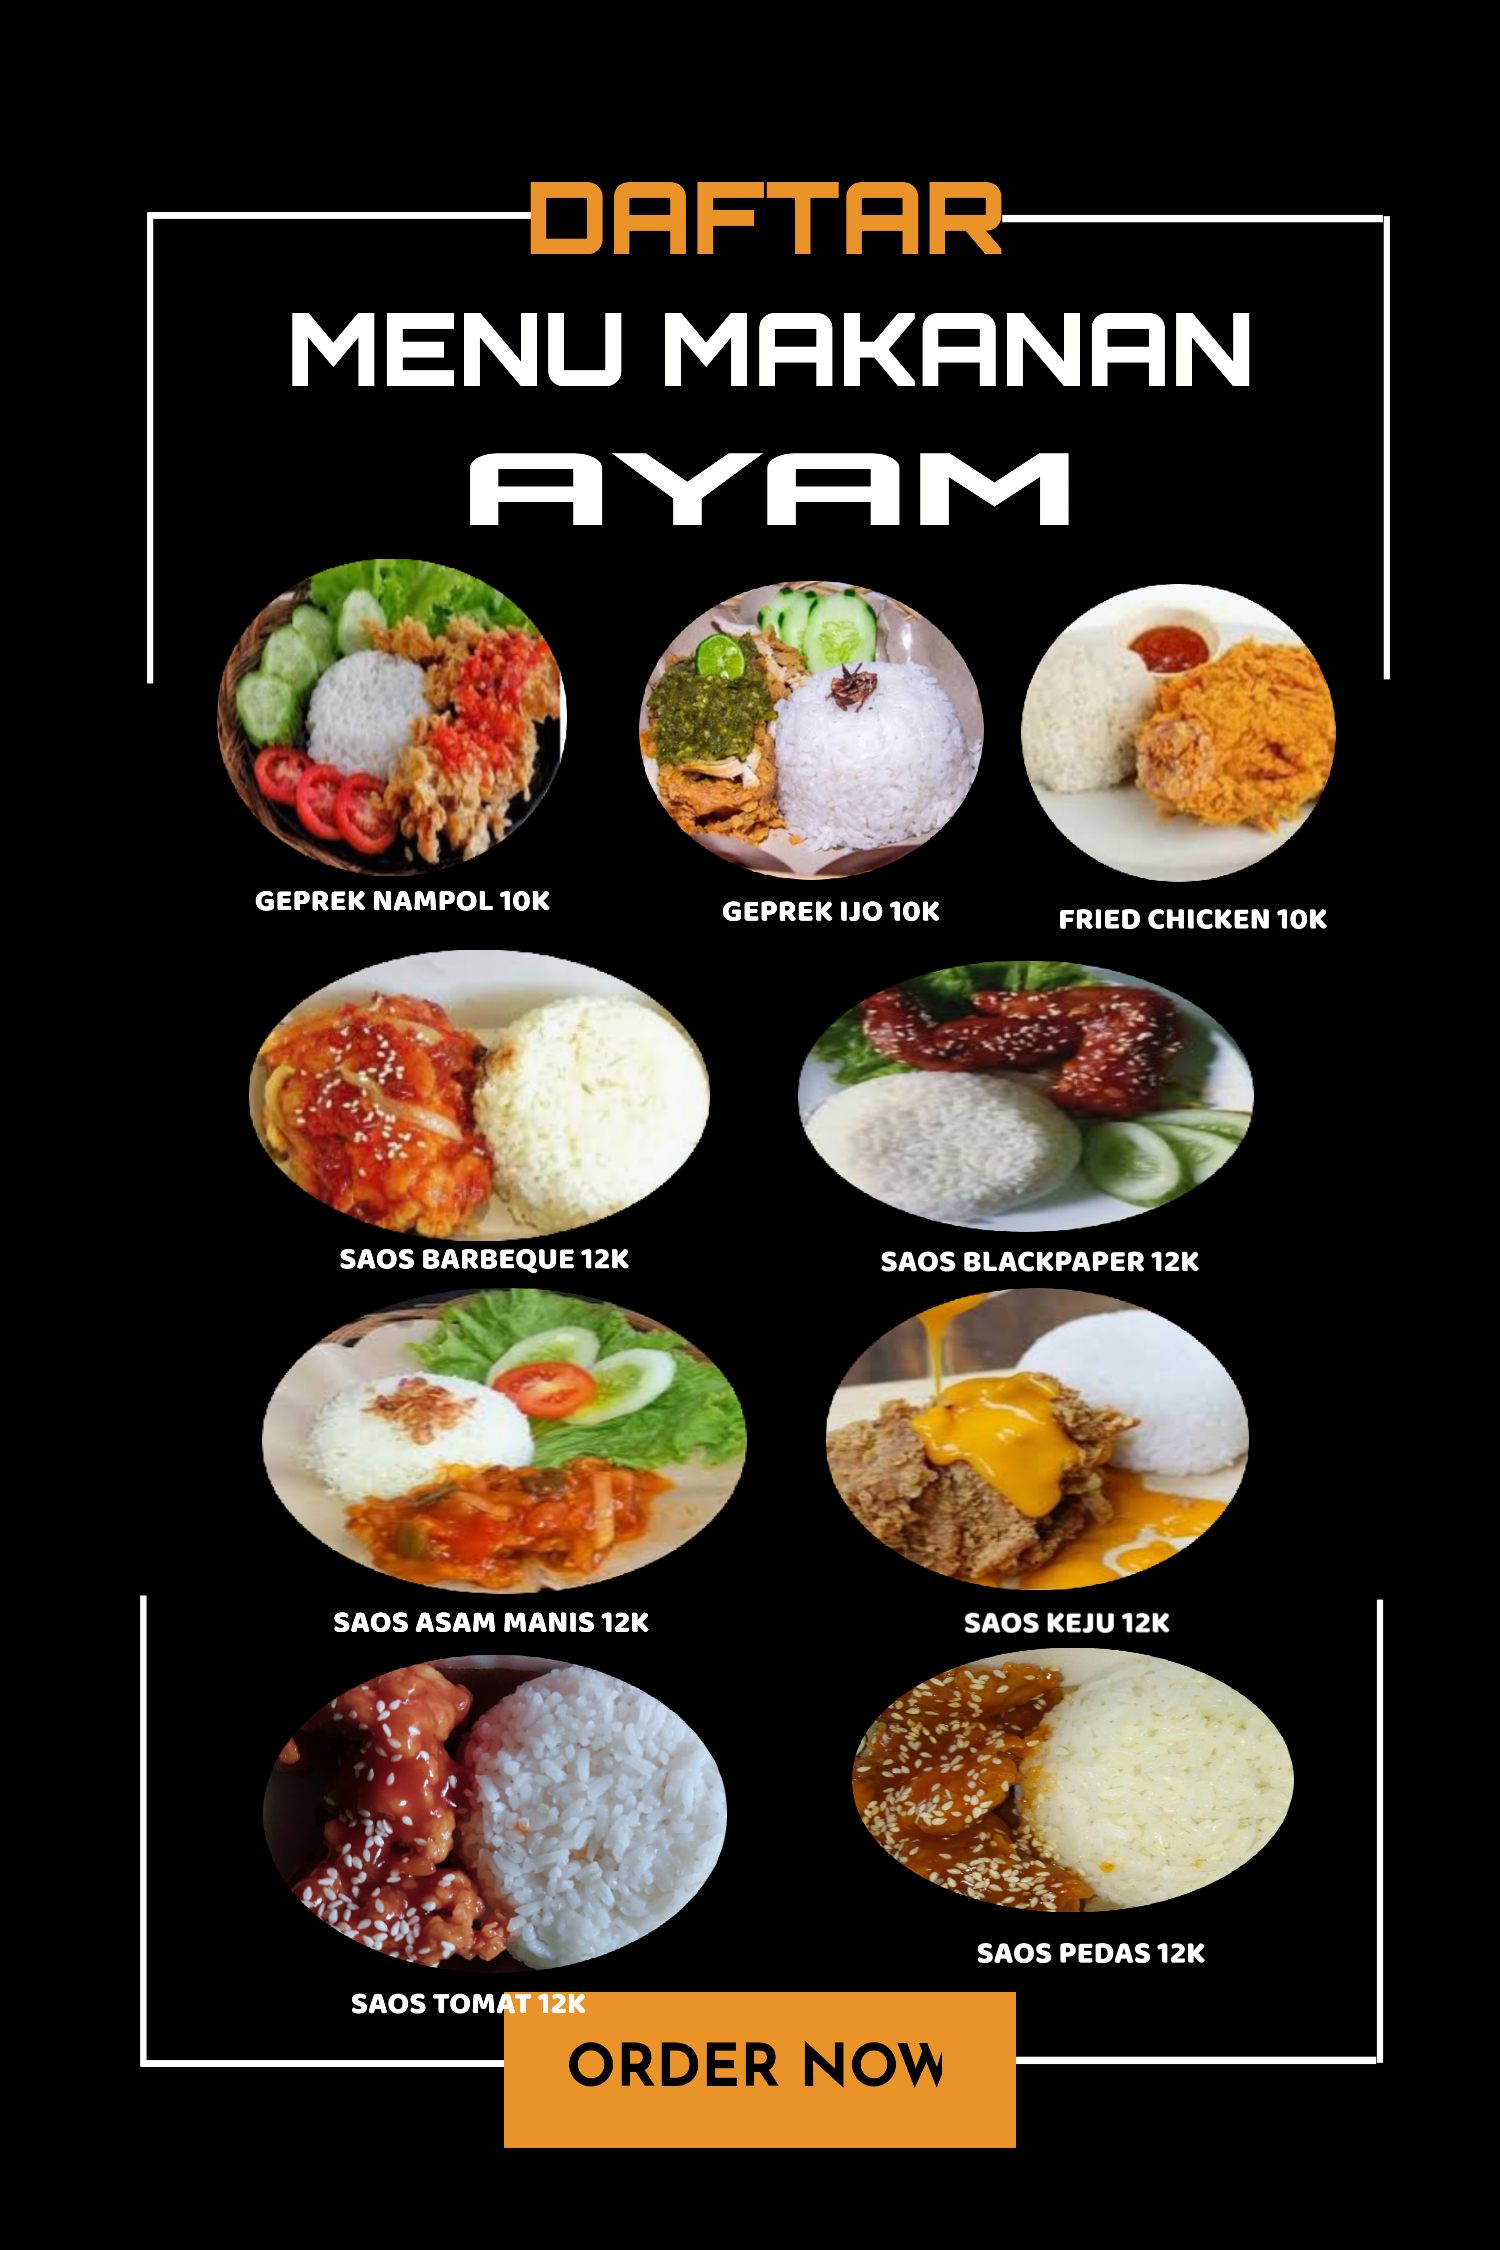 DAFTAR
MENU MAKANAN
AYAM
GEPREK NAMPOL 10K
GEPREK IJO 10K
FRIED CHICKEN 10K
SAOS BARBEQUE 12K
SAOS BLACKPAPER 12K
SAOS ASAM MANIS 12K
SAOS KEJU 12K
SAOS TOMAT 12K
SAOS PEDAS 12K
ORDER NOW